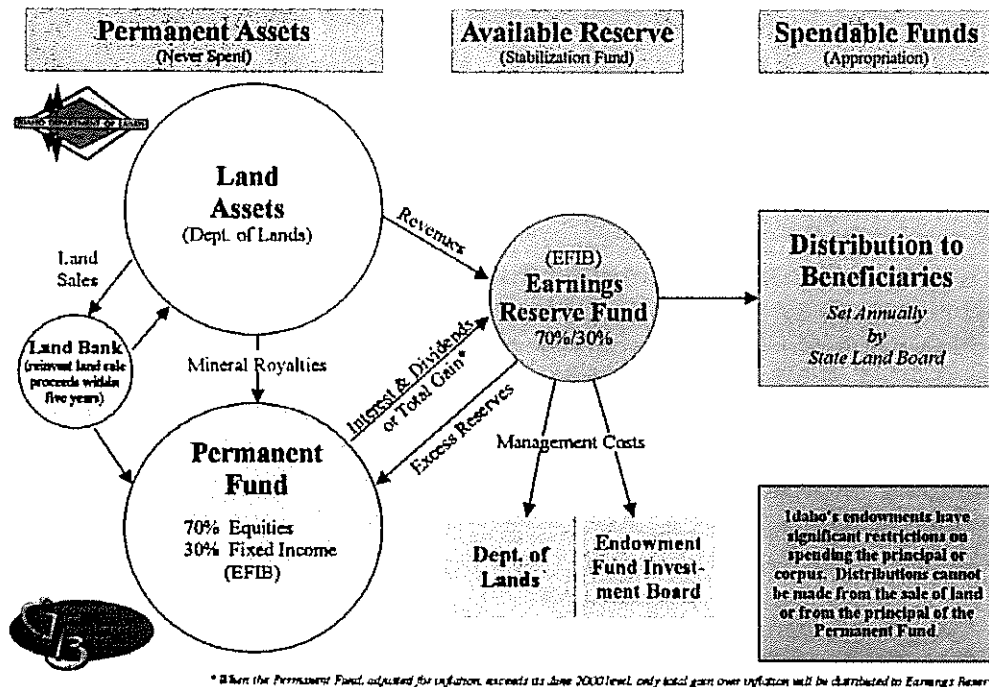 Permanent Assets
(Never Spent)
Available Reserve
(Stabilization Fund)
Spendable Funds
(Appropriation)
IDAHO DEPARTMENT OF LANDS
Land
Assets
(Dept. of Lands)
Revenues
Land
Sales
Land Bank
(reinvest land sale
proceeds within
five years)
Mineral Royalties
Interest & Dividends
or Total Gain*
Excess Reserves
(EFIB)
Earnings
Reserve Fund
70%/30%
Distribution to
Beneficiaries
Set Annually
by
State Land Board
Permanent
Fund
70% Equities
30% Fixed Income
(EFIB)
Management Costs
Dept. of
Lands
Endowment
Fund Invest-
ment Board
Idaho's endowments have
significant restrictions on
spending the principal or
corpus. Distributions cannot
be made from the sale of land
or from the principal of the
Permanent Fund.
* When the Permanent Fund, adjusted for inflation, exceeds its June 2000 level, only total gain over inflation will be distributed to Earnings Reser